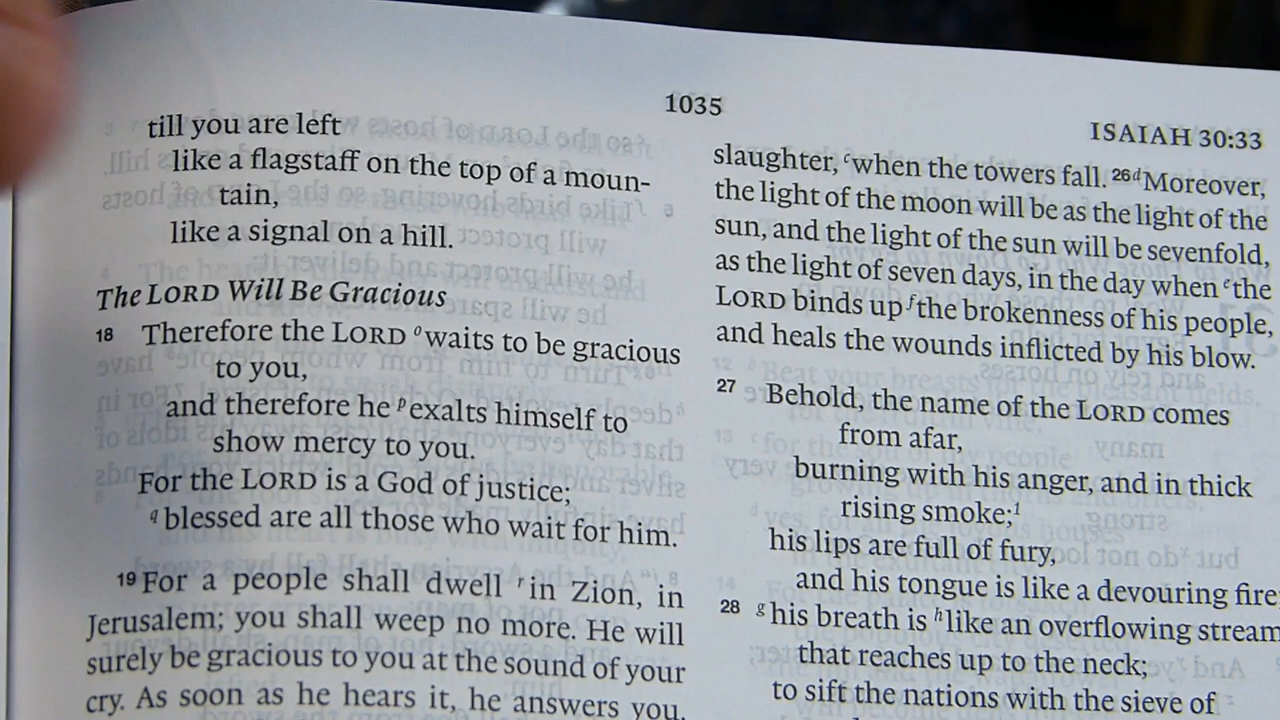 1035
ISAIAH 30:33
till you are left
like a flagstaff on the top of a moun-
tain,
like a signal on a hill.
The LORD Will Be Gracious
18 Therefore the LORD o waits to be gracious
to you,
and therefore he p exalts himself to
show mercy to you.
For the LORD is a God of justice;
q blessed are all those who wait for him.
19 For a people shall dwell r in Zion, in
Jerusalem; you shall weep no more. He will
surely be gracious to you at the sound of your
cry. As soon as he hears it, he answers you.
slaughter, c when the towers fall. 26 d Moreover,
the light of the moon will be as the light of the
sun, and the light of the sun will be sevenfold,
as the light of seven days, in the day when e the
LORD binds up f the brokenness of his people,
and heals the wounds inflicted by his blow.
27 Behold, the name of the LORD comes
from afar,
burning with his anger, and in thick
rising smoke;1
his lips are full of fury,
and his tongue is like a devouring fire;
28 g his breath is h like an overflowing stream
that reaches up to the neck;
to sift the nations with the sieve of